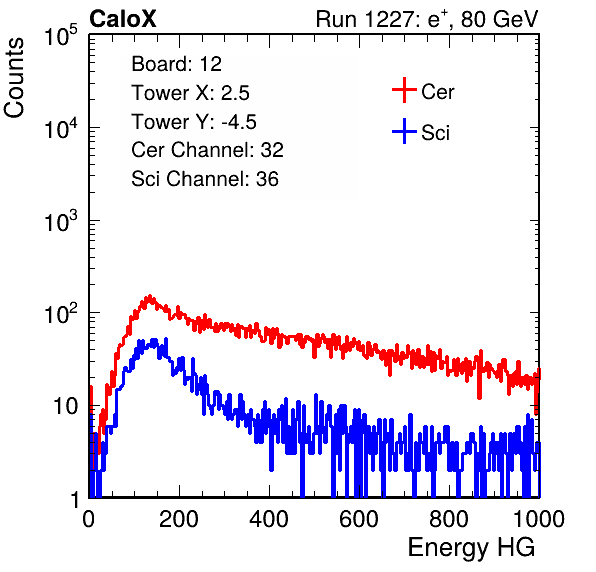 CaloX Run 1227: e⁺, 80 GeV
Counts
10⁵
10⁴
10³
10²
10
1
Board: 12
Tower X: 2.5
Tower Y: -4.5
Cer Channel: 32
Sci Channel: 36
Cer
Sci
0 200 400 600 800 1000
Energy HG